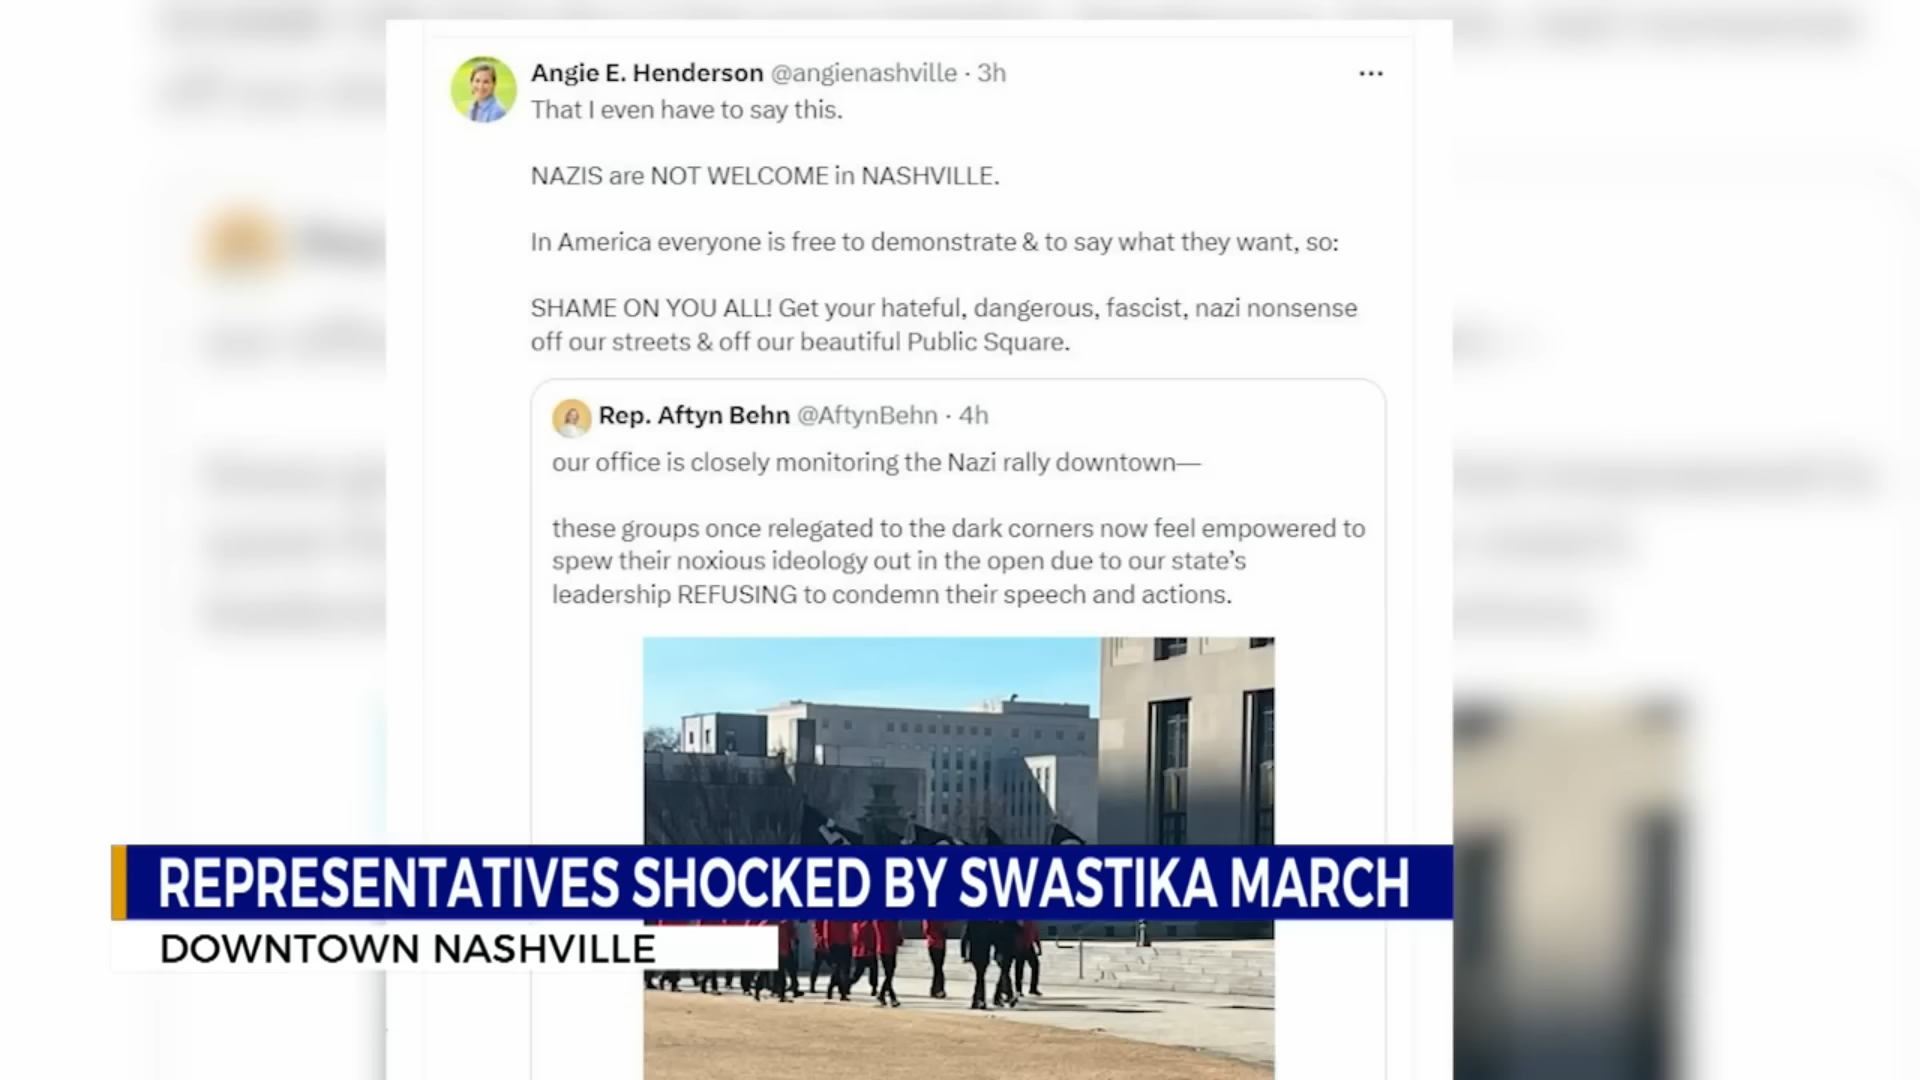 Angie E. Henderson @angienashville · 3h
That I even have to say this.
NAZIS are NOT WELCOME in NASHVILLE.
In America everyone is free to demonstrate & to say what they want, so:
SHAME ON YOU ALL! Get your hateful, dangerous, fascist, nazi nonsense
off our streets & off our beautiful Public Square.
Rep. Aftyn Behn @AftynBehn · 4h
our office is closely monitoring the Nazi rally downtown—
these groups once relegated to the dark corners now feel empowered to
spew their noxious ideology out in the open due to our state’s
leadership REFUSING to condemn their speech and actions.
REPRESENTATIVES SHOCKED BY SWASTIKA MARCH
DOWNTOWN NASHVILLE